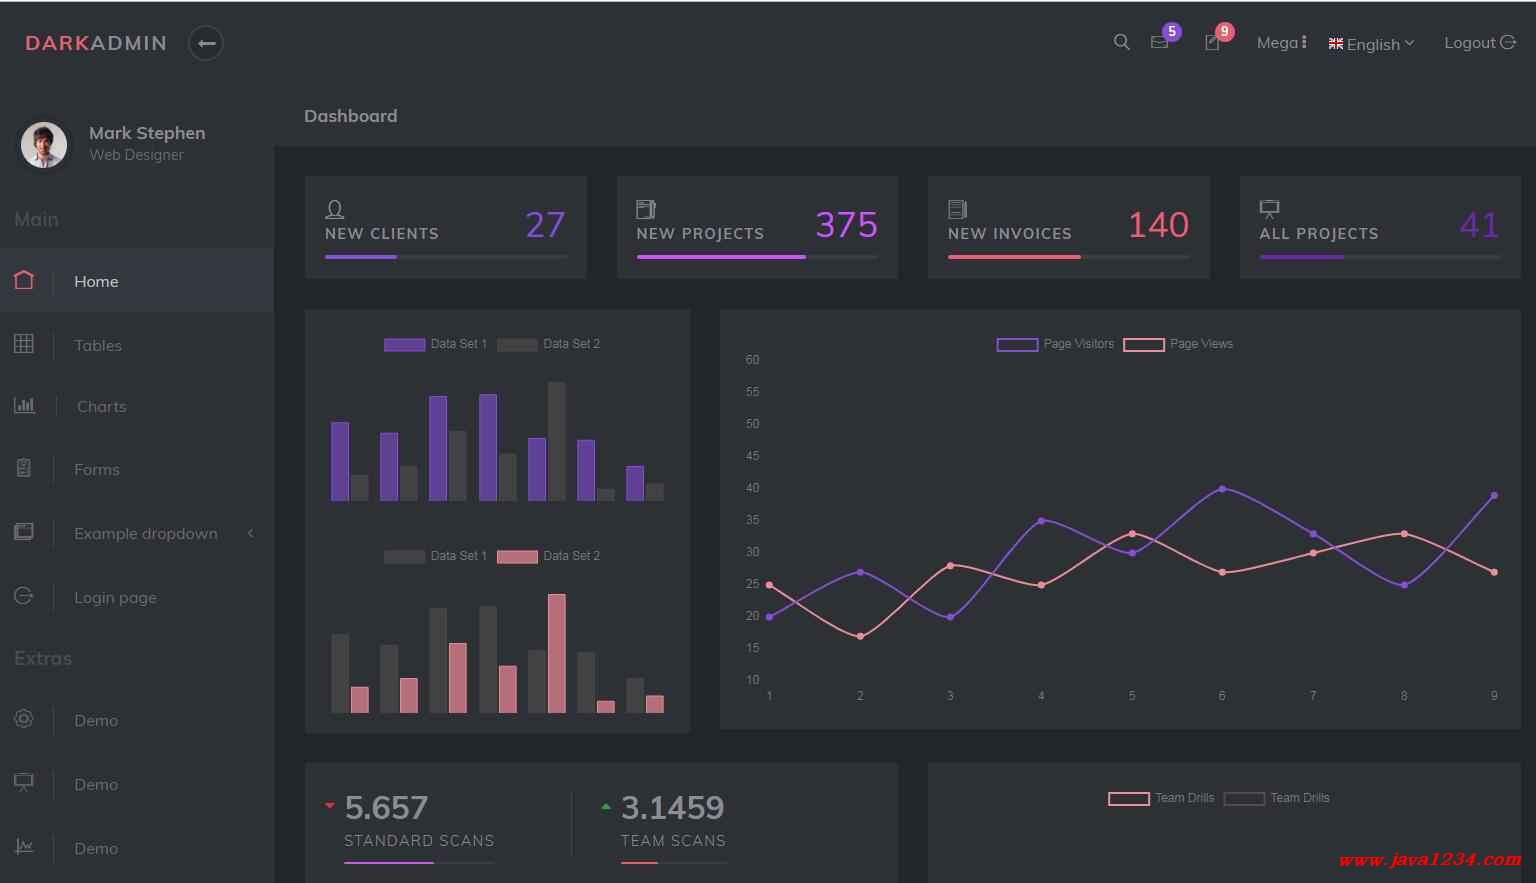 DARKADMIN
5
9
Mega
English
Logout
Mark Stephen
Web Designer
Main
Home
Tables
Charts
Forms
Example dropdown
Login page
Extras
Demo
Demo
Demo
Dashboard
NEW CLIENTS 27
NEW PROJECTS 375
NEW INVOICES 140
ALL PROJECTS 41
Data Set 1 Data Set 2
Data Set 1 Data Set 2
Page Visitors Page Views
60
55
50
45
40
35
30
25
20
15
10
1 2 3 4 5 6 7 8 9
5.657
STANDARD SCANS
3.1459
TEAM SCANS
Team Drills Team Drills
www.java1234.com